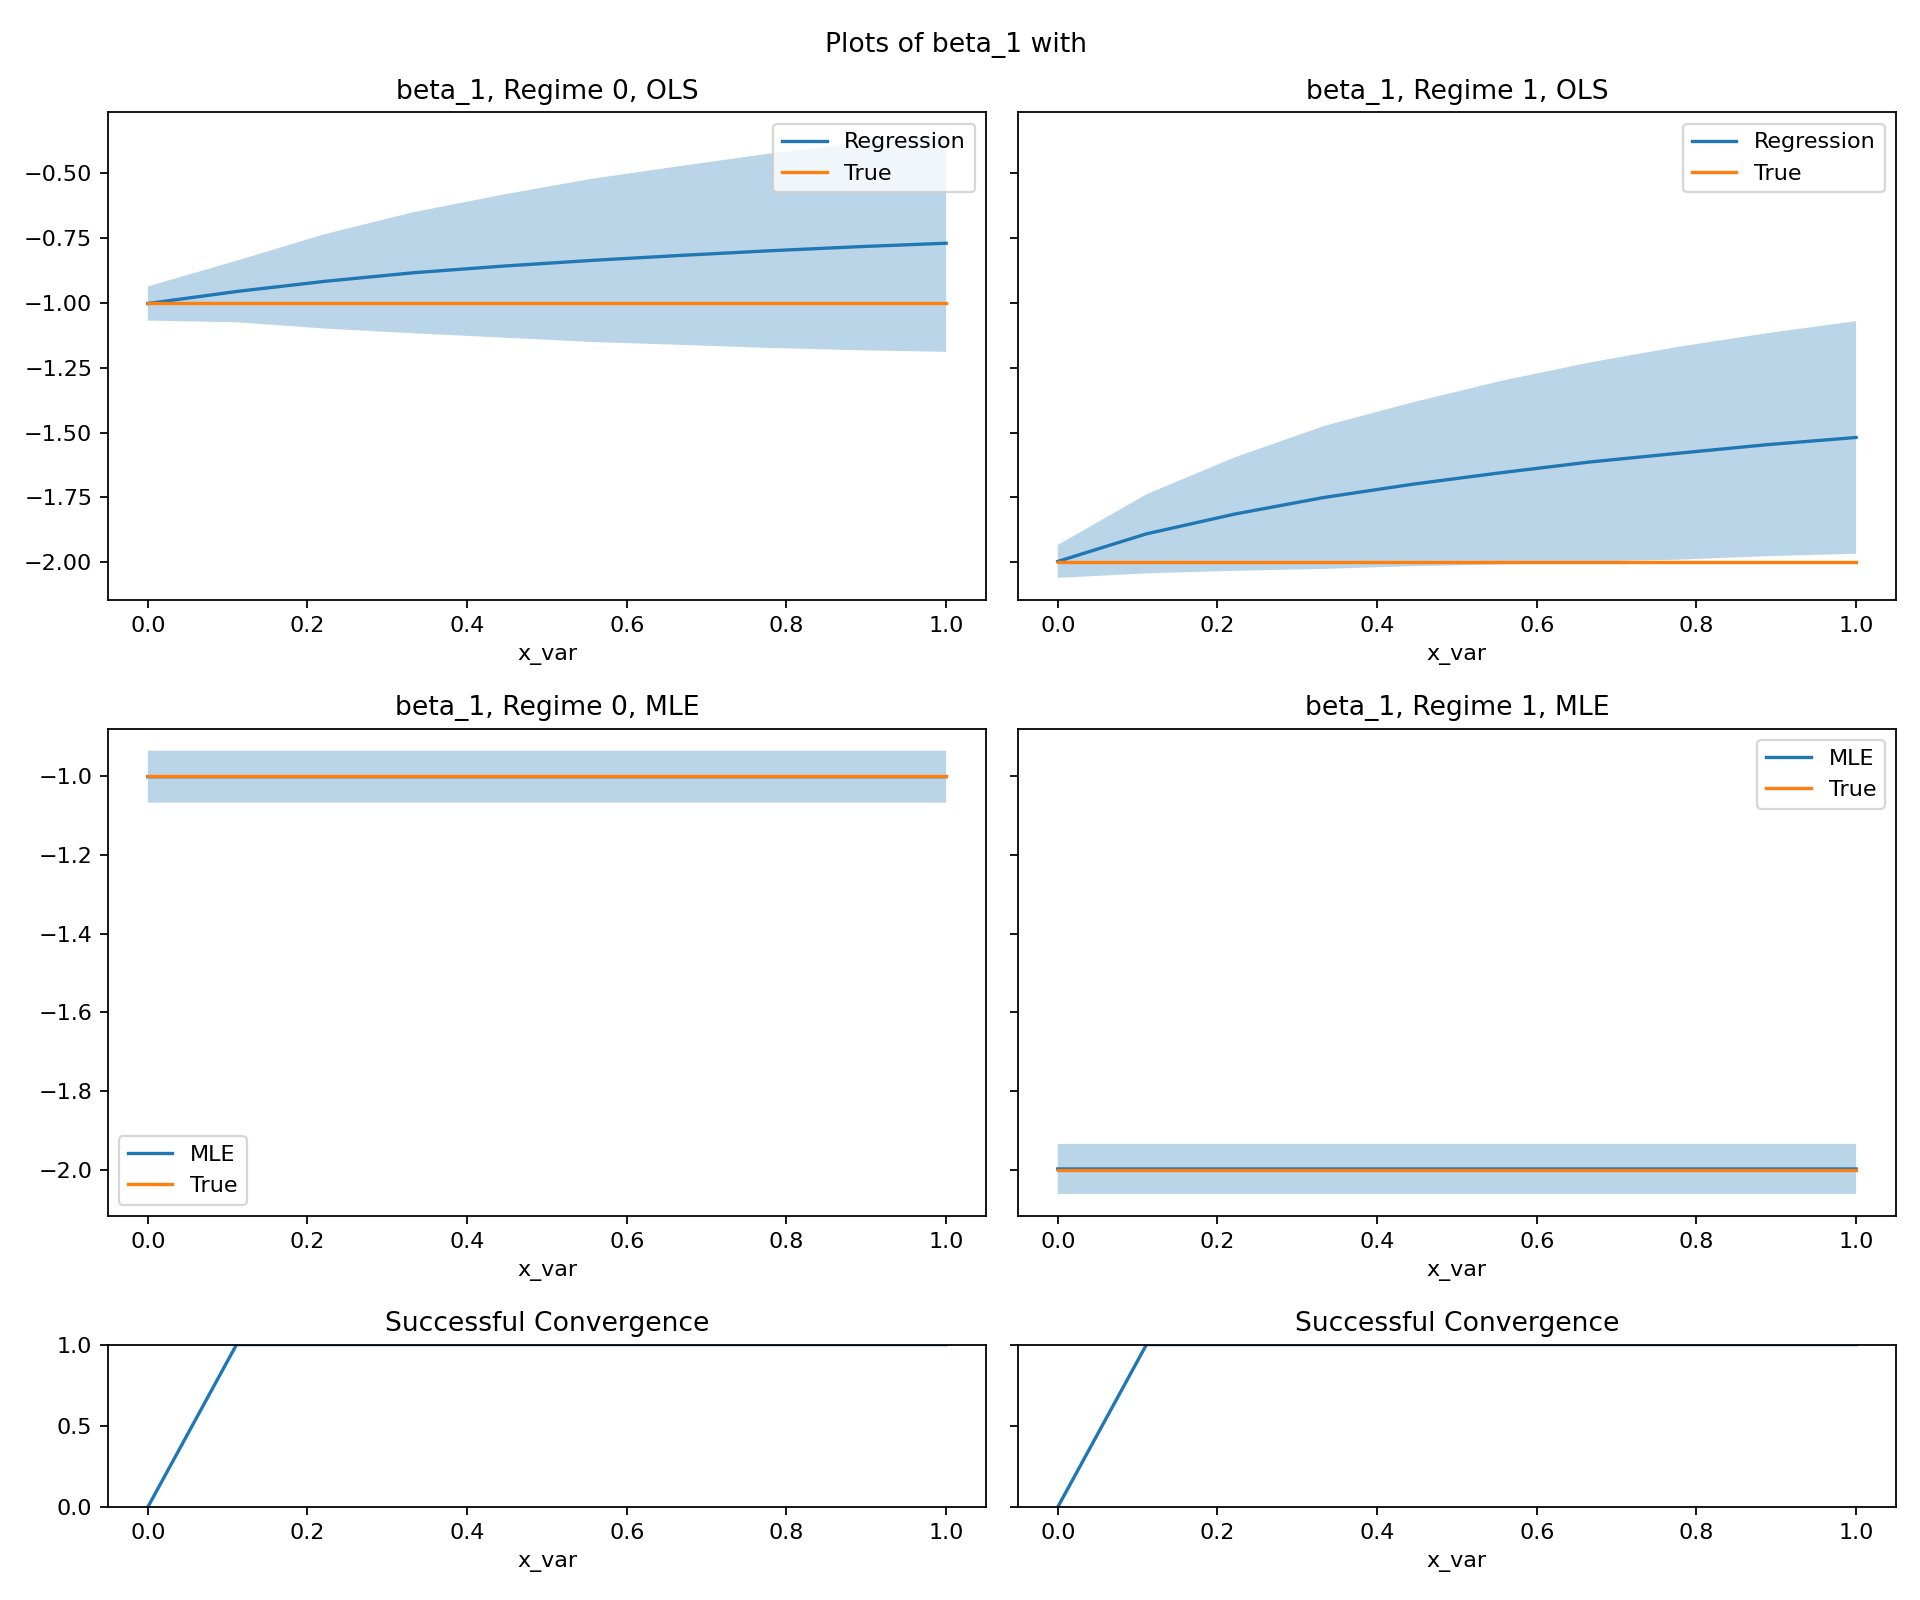 Plots of beta_1 with
beta_1, Regime 0, OLS
Regression
True
−0.50
−0.75
−1.00
−1.25
−1.50
−1.75
−2.00
0.0 0.2 0.4 0.6 0.8 1.0
x_var
beta_1, Regime 1, OLS
Regression
True
0.0 0.2 0.4 0.6 0.8 1.0
x_var
beta_1, Regime 0, MLE
−1.0
−1.2
−1.4
−1.6
−1.8
−2.0
MLE
True
0.0 0.2 0.4 0.6 0.8 1.0
x_var
beta_1, Regime 1, MLE
MLE
True
0.0 0.2 0.4 0.6 0.8 1.0
x_var
Successful Convergence
1.0
0.5
0.0
0.0 0.2 0.4 0.6 0.8 1.0
x_var
Successful Convergence
0.0 0.2 0.4 0.6 0.8 1.0
x_var